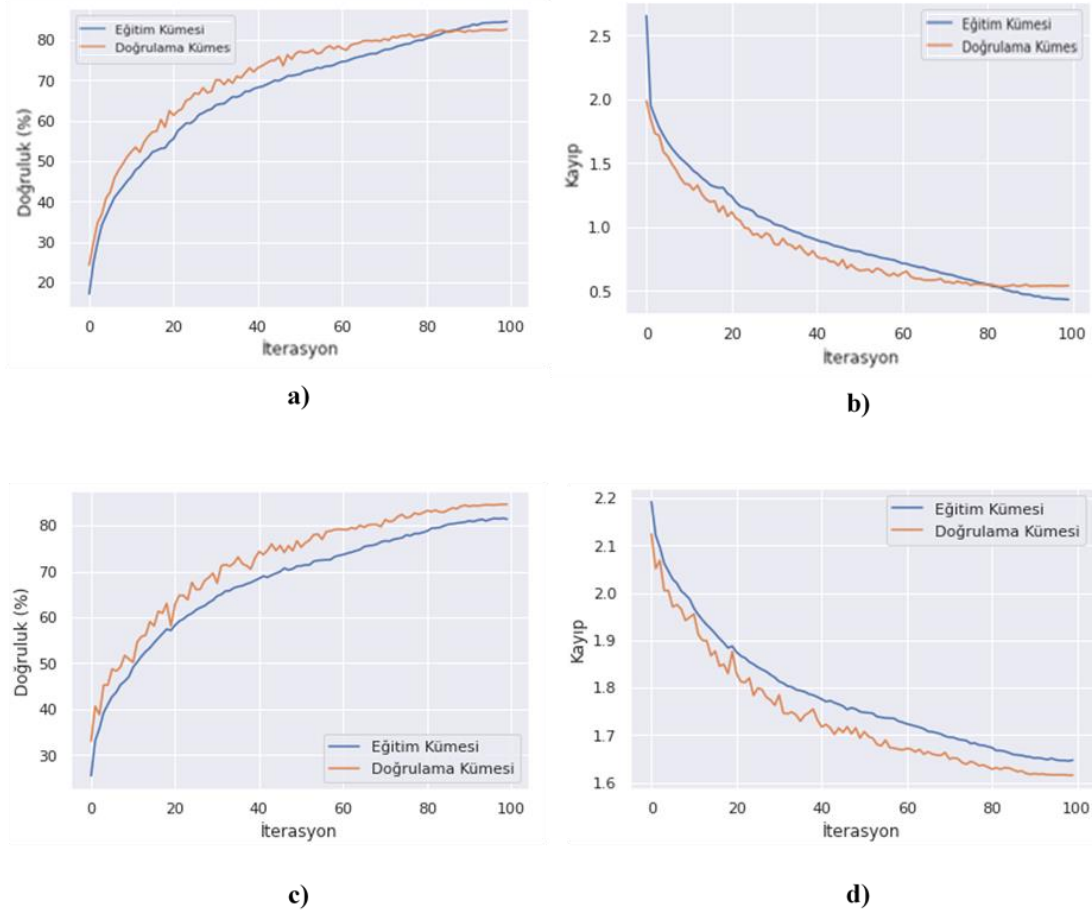 Eğitim Kümesi
Doğrulama Kümes
Doğruluk (%)
80
70
60
50
40
30
20
0 20 40 60 80 100
İterasyon
a)
Eğitim Kümesi
Doğrulama Kümes
Kayıp
2.5
2.0
1.5
1.0
0.5
0 20 40 60 80 100
İterasyon
b)
Doğruluk (%)
80
70
60
50
40
30
Eğitim Kümesi
Doğrulama Kümesi
0 20 40 60 80 100
İterasyon
c)
Eğitim Kümesi
Doğrulama Kümesi
Kayıp
2.2
2.1
2.0
1.9
1.8
1.7
1.6
0 20 40 60 80 100
İterasyon
d)